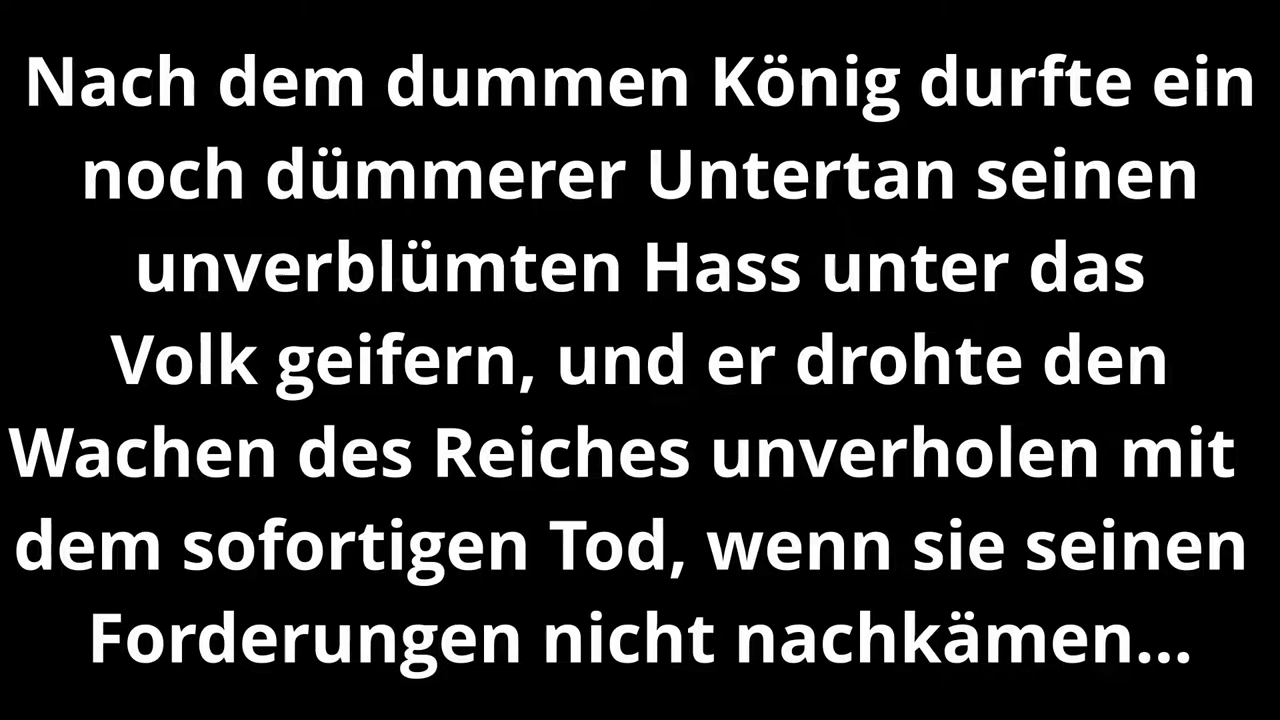 Nach dem dummen König durfte ein
noch dümmerer Untertan seinen
unverblümten Hass unter das
Volk geifern, und er drohte den
Wachen des Reiches unverholen mit
dem sofortigen Tod, wenn sie seinen
Forderungen nicht nachkämen...